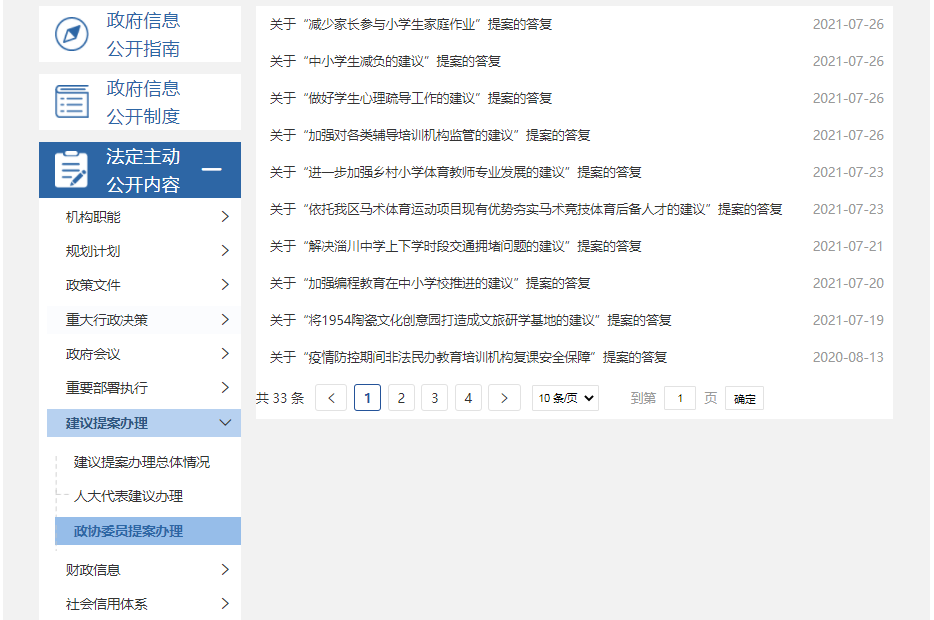 政府信息
公开指南
政府信息
公开制度
法定主动
公开内容
机构职能
规划计划
政策文件
重大行政决策
政府会议
重要部署执行
建议提案办理
建议提案办理总体情况
人大代表建议办理
政协委员提案办理
财政信息
社会信用体系
关于“减少家长参与小学生家庭作业”提案的答复 2021-07-26
关于“中小学生减负的建议”提案的答复 2021-07-26
关于“做好学生心理疏导工作的建议”提案的答复 2021-07-26
关于“加强对各类辅导培训机构监管的建议”提案的答复 2021-07-26
关于“进一步加强乡村小学体育教师专业发展的建议”提案的答复 2021-07-23
关于“依托我区马术体育运动项目现有优势夯实马术竞技体育后备人才的建议”提案的答复 2021-07-23
关于“解决淄川中学上下学时段交通拥堵问题的建议”提案的答复 2021-07-21
关于“加强编程教育在中小学校推进的建议”提案的答复 2021-07-20
关于“将1954陶瓷文化创意园打造成文旅研学基地的建议”提案的答复 2021-07-19
关于“疫情防控期间非法民办教育培训机构复课安全保障”提案的答复 2020-08-13
共 33 条 < 1 2 3 4 > 10 条/页 到第 1 页 确定